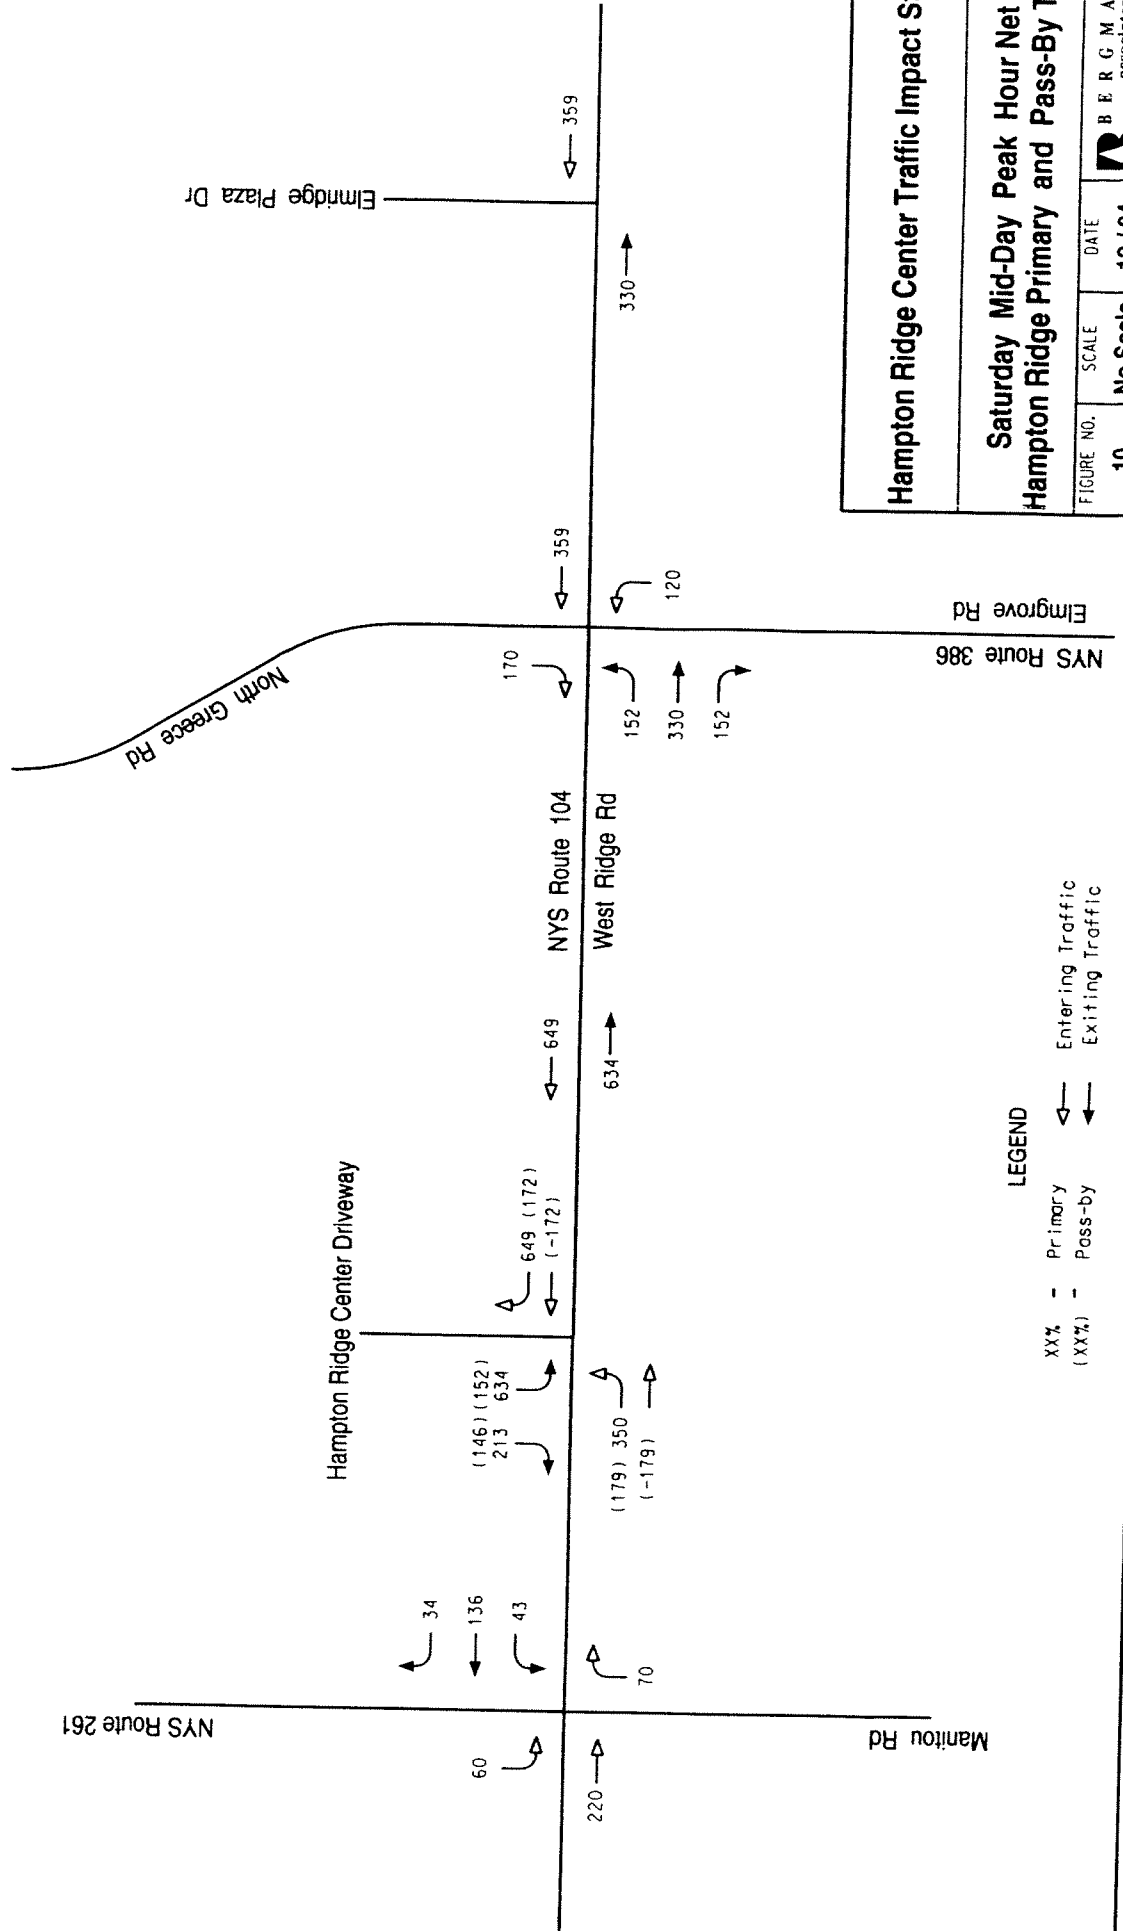 Elmridge Plaza Dr
359
330
North Greece Rd
359
170
120
152
330
152
Elmgrove Rd
NYS Route 386
NYS Route 104
West Ridge Rd
649
634
Hampton Ridge Center Driveway
649 (172)
(-172)
(146)(152)
213 634
(179) 350
(-179)
34
136
43
70
60
220
NYS Route 261
Manitou Rd
LEGEND
XX% - Primary
(XX%) - Pass-by
Entering Traffic
Exiting Traffic
Hampton Ridge Center Traffic Impact
Saturday Mid-Day Peak Hour Net
Hampton Ridge Primary and Pass-By
FIGURE NO.
10
SCALE
No Scale
DATE
BERGMA